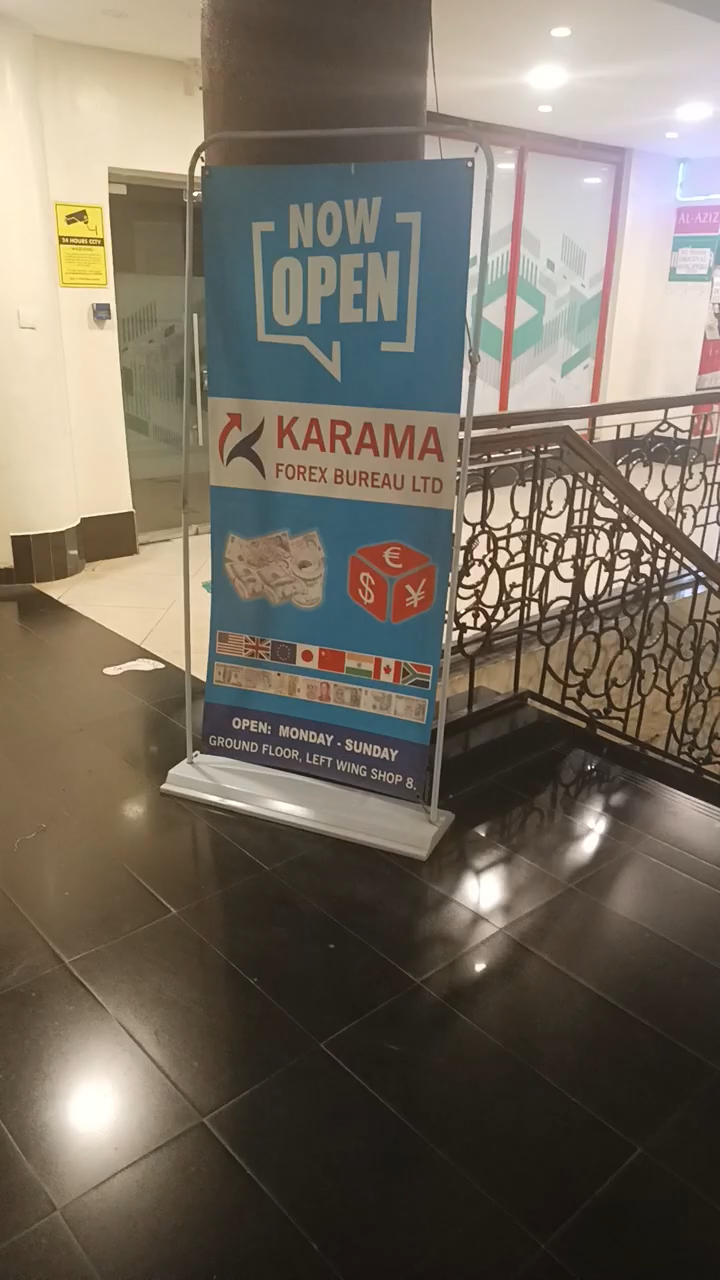 NOW
OPEN
KARAMA
FOREX BUREAU LTD
€
$
¥
OPEN: MONDAY - SUNDAY
GROUND FLOOR, LEFT WING SHOP 8.
24 HOURS CCTV
AL-AZIZ